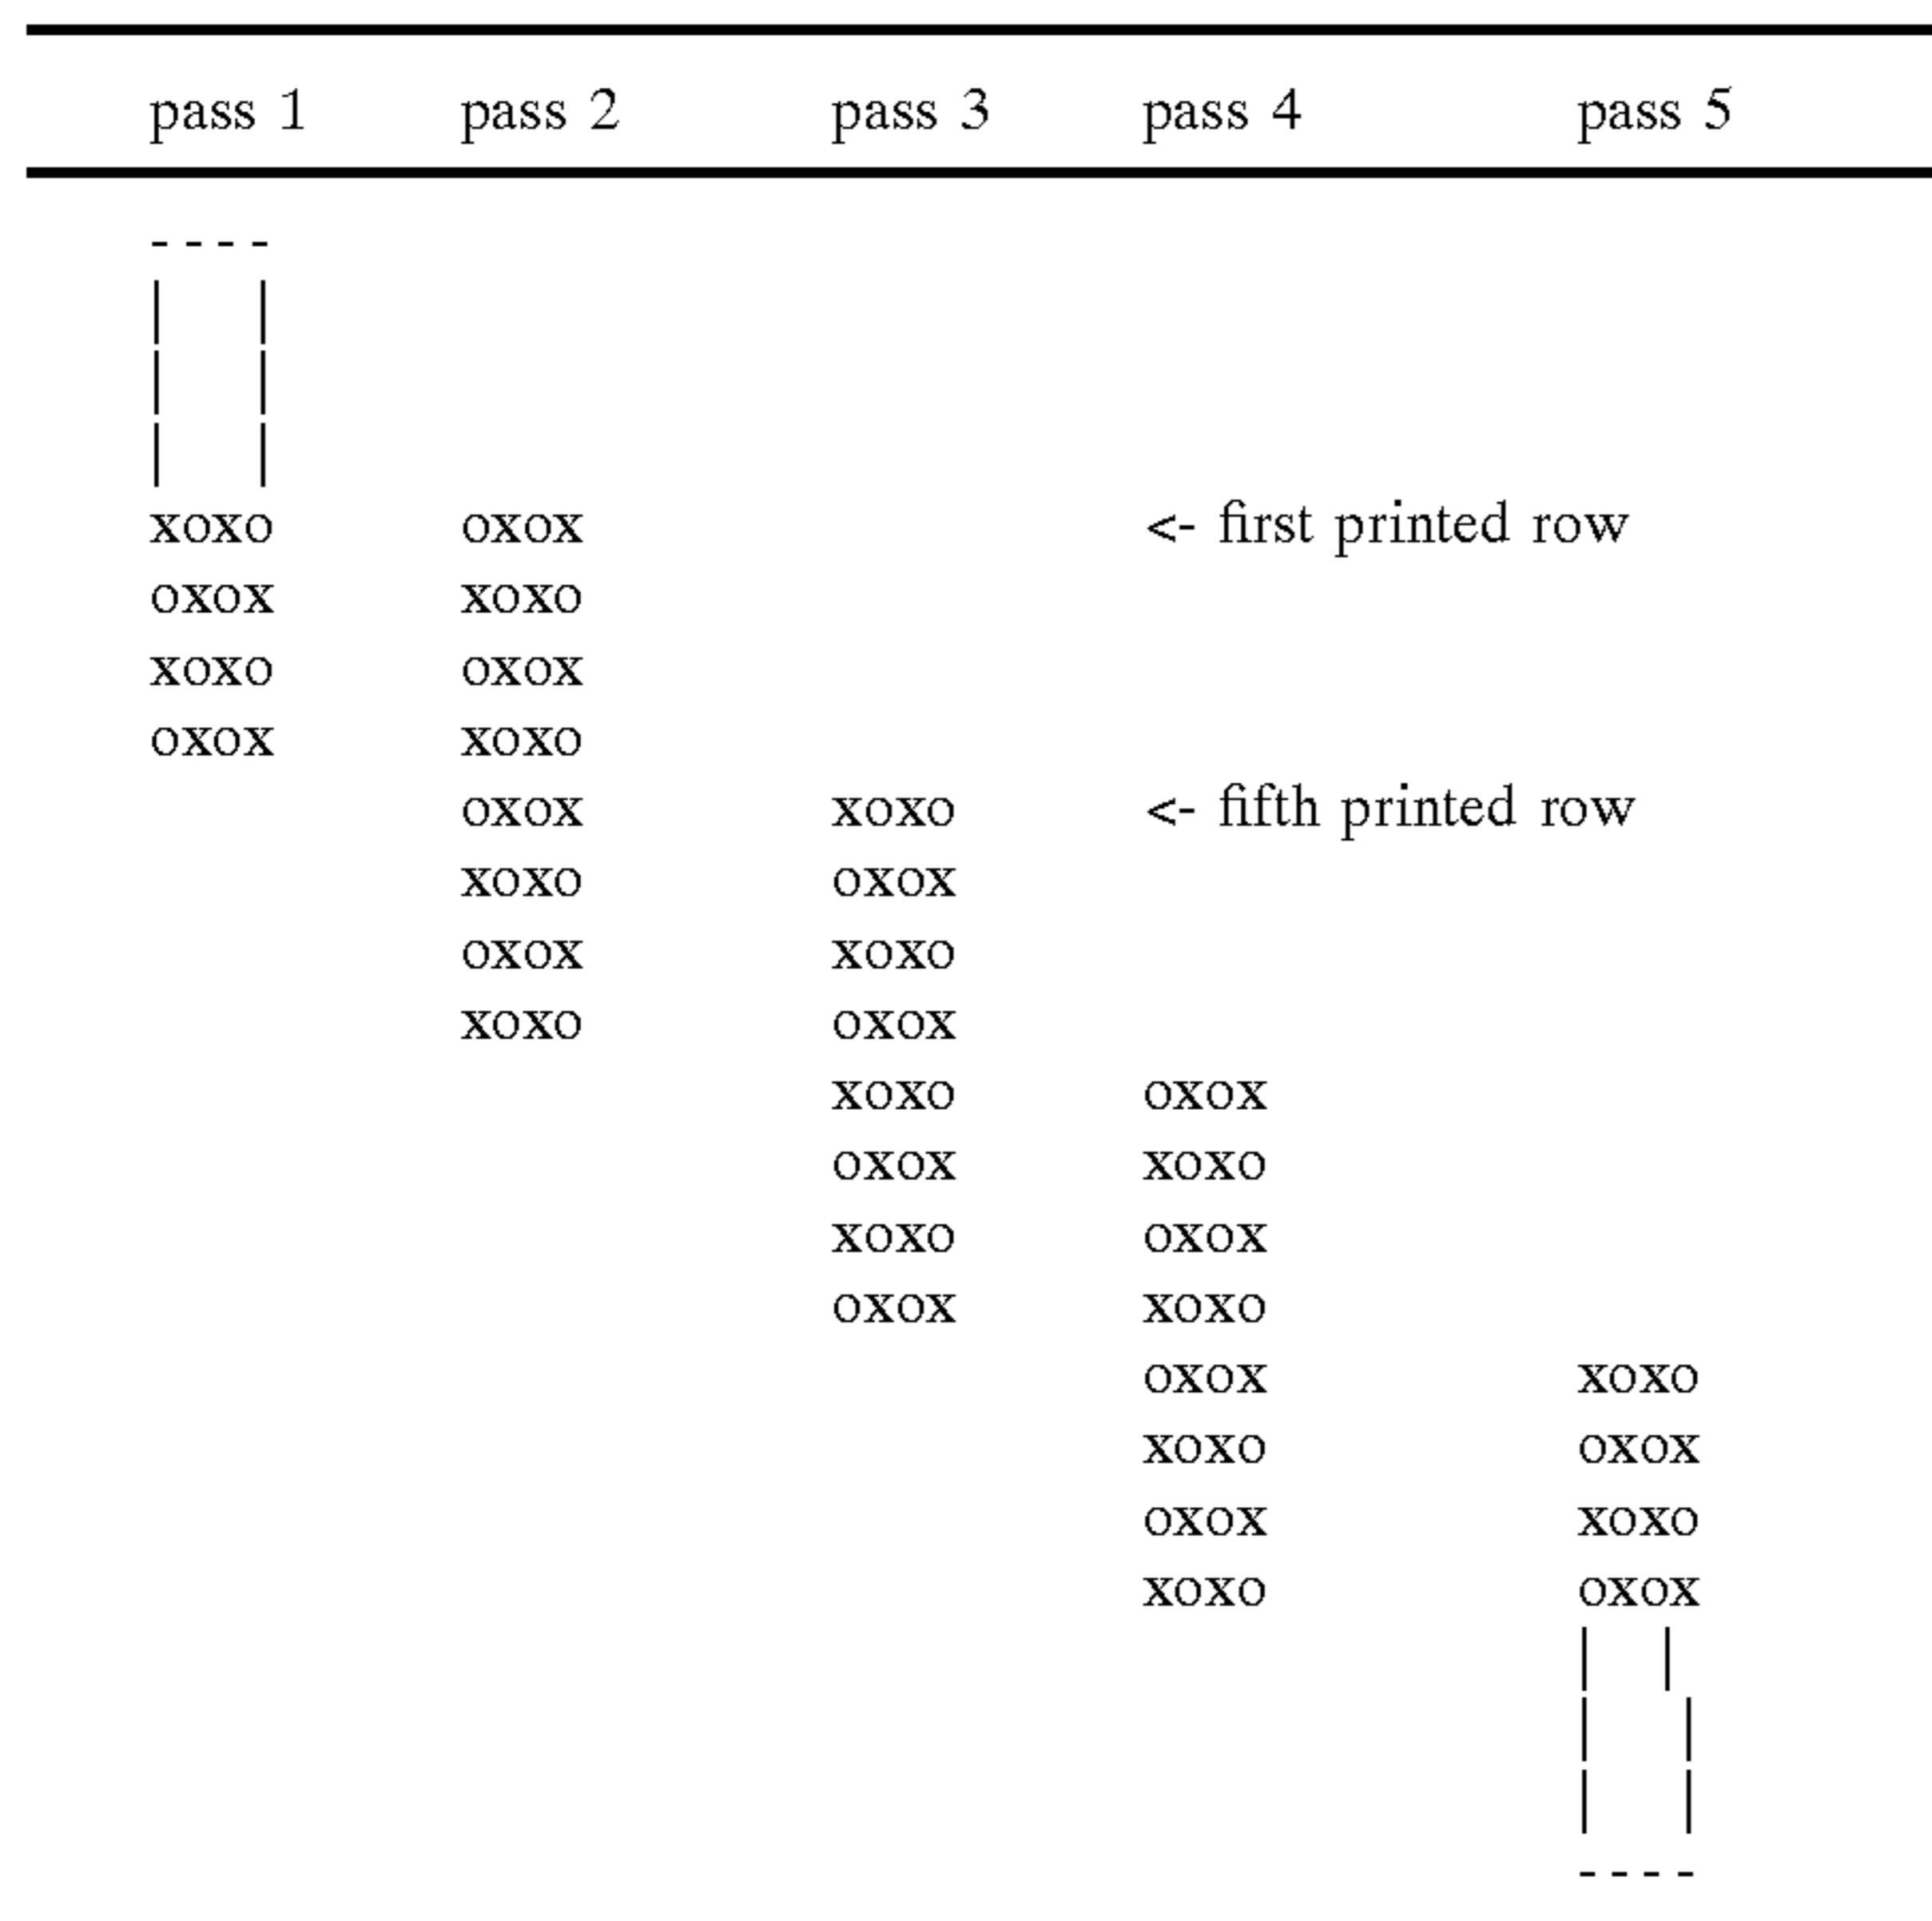 pass 1 pass 2 pass 3 pass 4 pass 5
- - - -
| |
| |
| |
xoxo oxox <- first printed row
oxox xoxo
xoxo oxox
oxox xoxo
oxox xoxo <- fifth printed row
xoxo oxox
oxox xoxo
xoxo oxox
xoxo oxox
oxox xoxo
xoxo oxox
oxox xoxo
oxox xoxo
xoxo oxox
oxox xoxo
xoxo oxox
| |
| |
| |
- - - -